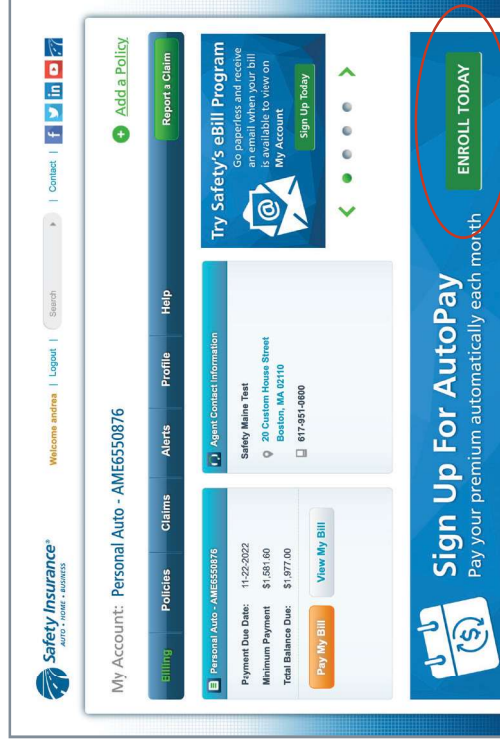 Safety Insurance®
AUTO • HOME • BUSINESS
Welcome andrea | Logout | Search | Contact |
My Account: Personal Auto - AME6550876
Add a Policy
Billing Policies Claims Alerts Profile Help Report a Claim
Personal Auto - AME6550876
Payment Due Date: 11-22-2022
Minimum Payment $1,581.60
Total Balance Due: $1,977.00
Pay My Bill View My Bill
Agent Contact Information
Safety Maine Test
20 Custom House Street
Boston, MA 02110
617-951-0600
Try Safety's eBill Program
Go paperless and receive
an email when your bill
is available to view on
My Account
Sign Up Today
Sign Up For AutoPay
Pay your premium automatically each month
ENROLL TODAY